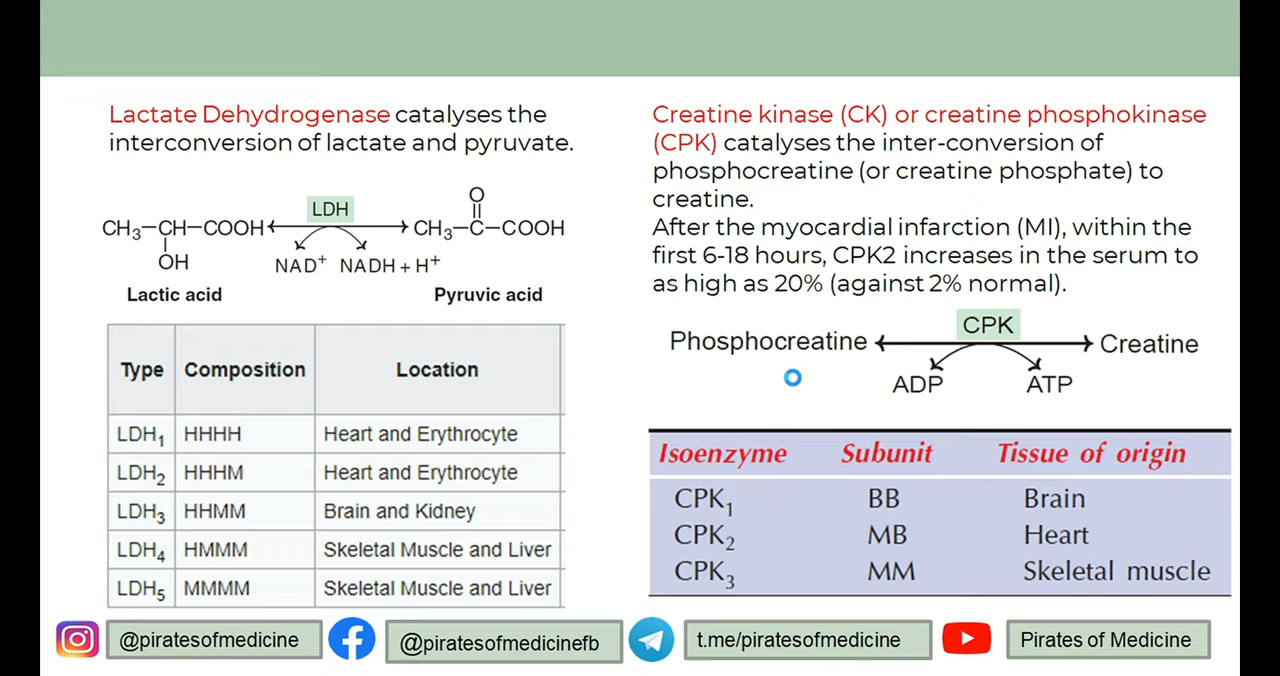 Lactate Dehydrogenase catalyses the
interconversion of lactate and pyruvate.
O
LDH
CH3–CH–COOH CH3–C–COOH
OH
NAD+ NADH + H+
Lactic acid Pyruvic acid
Type Composition Location
LDH1 HHHH Heart and Erythrocyte
LDH2 HHHM Heart and Erythrocyte
LDH3 HHMM Brain and Kidney
LDH4 HMMM Skeletal Muscle and Liver
LDH5 MMMM Skeletal Muscle and Liver
Creatine kinase (CK) or creatine phosphokinase
(CPK) catalyses the inter-conversion of
phosphocreatine (or creatine phosphate) to
creatine.
After the myocardial infarction (MI), within the
first 6-18 hours, CPK2 increases in the serum to
as high as 20% (against 2% normal).
CPK
Phosphocreatine Creatine
ADP ATP
Isoenzyme Subunit Tissue of origin
CPK1 BB Brain
CPK2 MB Heart
CPK3 MM Skeletal muscle
@piratesofmedicine @piratesofmedicinefb t.me/piratesofmedicine Pirates of Medicine